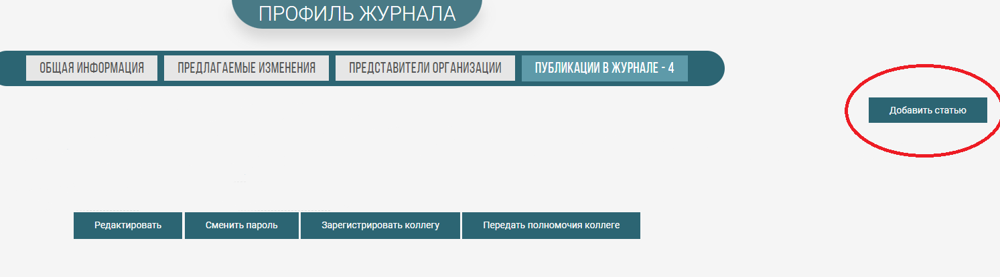 ПРОФИЛЬ ЖУРНАЛА
ОБЩАЯ ИНФОРМАЦИЯ ПРЕДЛАГАЕМЫЕ ИЗМЕНЕНИЯ ПРЕДСТАВИТЕЛИ ОРГАНИЗАЦИИ ПУБЛИКАЦИИ В ЖУРНАЛЕ - 4
Добавить статью
Редактировать Сменить пароль Зарегистрировать коллегу Передать полномочия коллеге